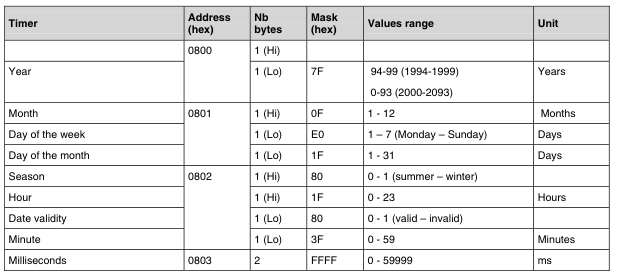 Timer Address (hex) Nb bytes Mask (hex) Values range Unit
0800 1 (Hi)
Year 1 (Lo) 7F 94-99 (1994-1999) Years
0-93 (2000-2093)
Month 0801 1 (Hi) 0F 1 - 12 Months
Day of the week 1 (Lo) E0 1 – 7 (Monday – Sunday) Days
Day of the month 1 (Lo) 1F 1 - 31 Days
Season 0802 1 (Hi) 80 0 - 1 (summer – winter)
Hour 1 (Hi) 1F 0 - 23 Hours
Date validity 1 (Lo) 80 0 - 1 (valid – invalid)
Minute 1 (Lo) 3F 0 - 59 Minutes
Milliseconds 0803 2 FFFF 0 - 59999 ms